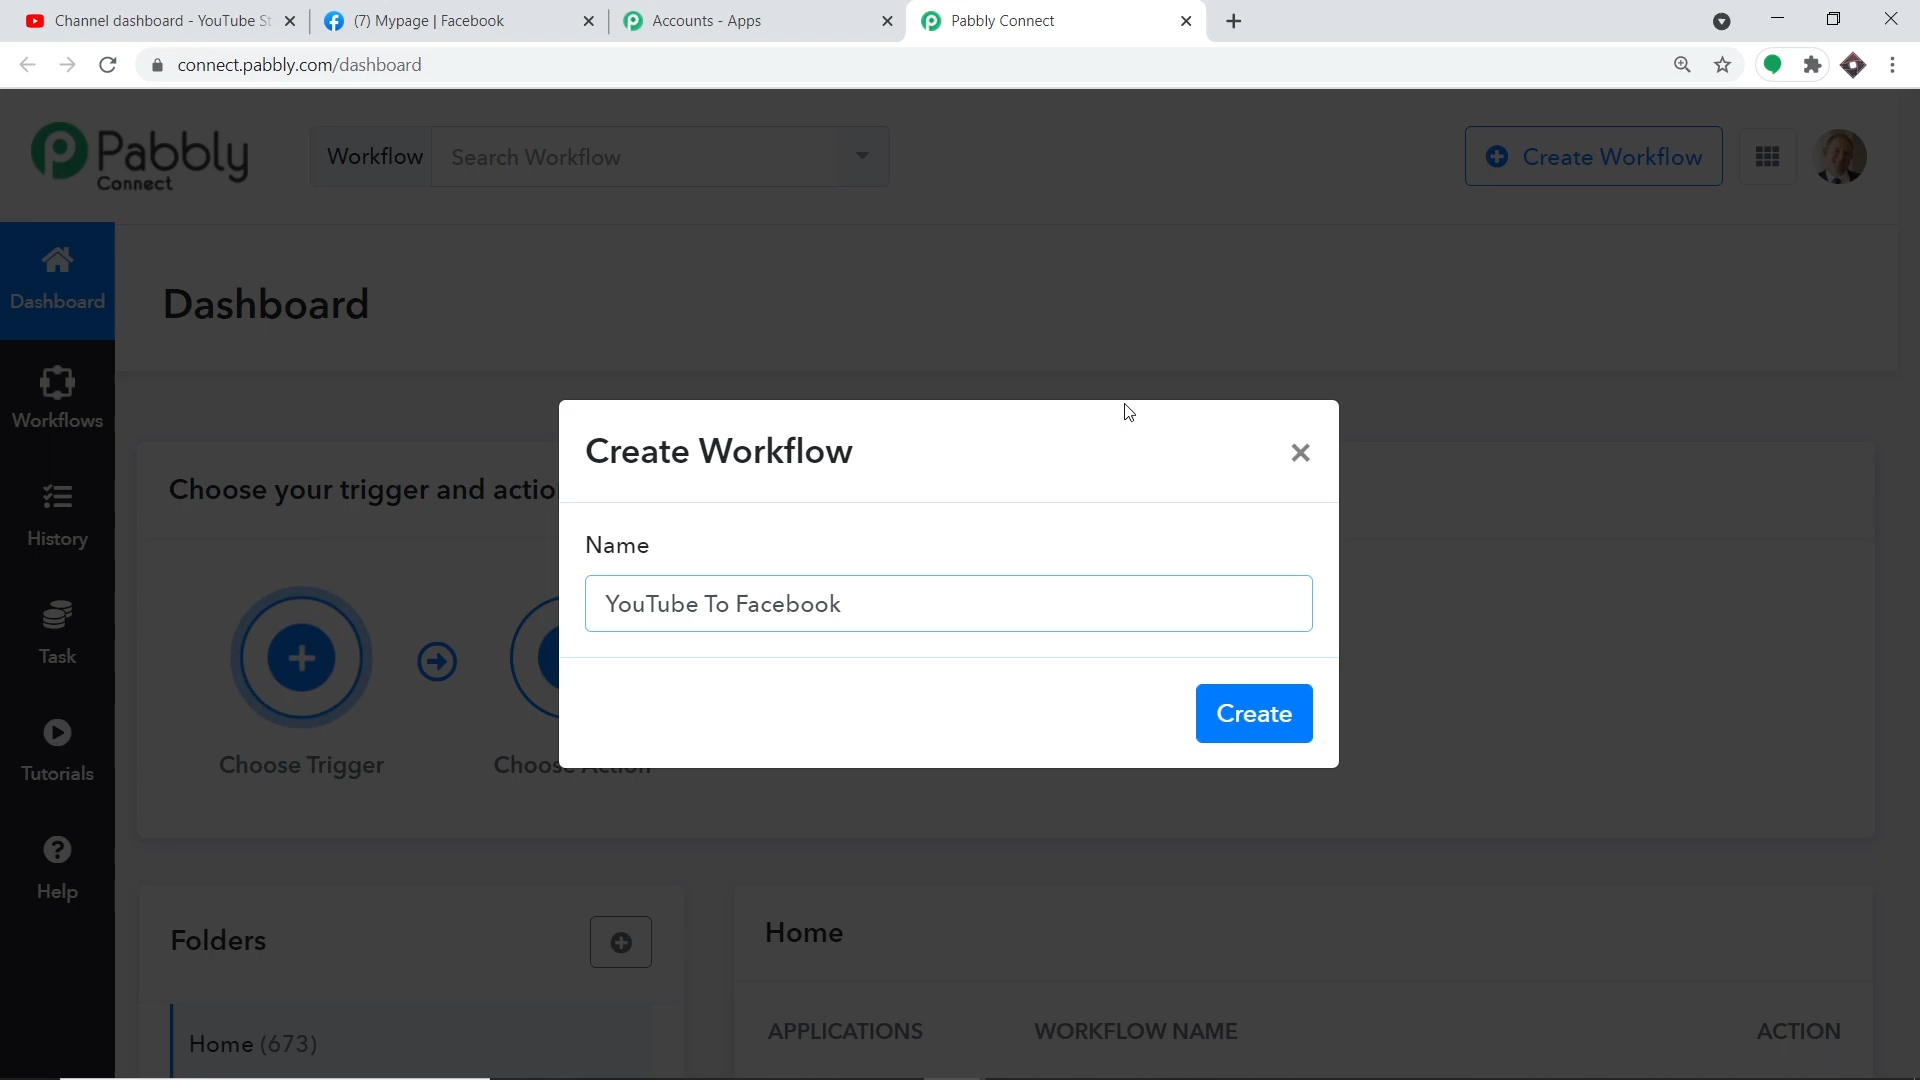 Channel dashboard - YouTube St
(7) Mypage | Facebook
Accounts - Apps
Pabbly Connect
connect.pabbly.com/dashboard
Pabbly
Connect
Workflow
Search Workflow
Create Workflow
Dashboard
Dashboard
Workflows
History
Task
Tutorials
Help
Choose your trigger and actio
Create Workflow
Name
YouTube To Facebook
Create
Choose Trigger
Choose Action
Folders
Home (673)
Home
APPLICATIONS
WORKFLOW NAME
ACTION